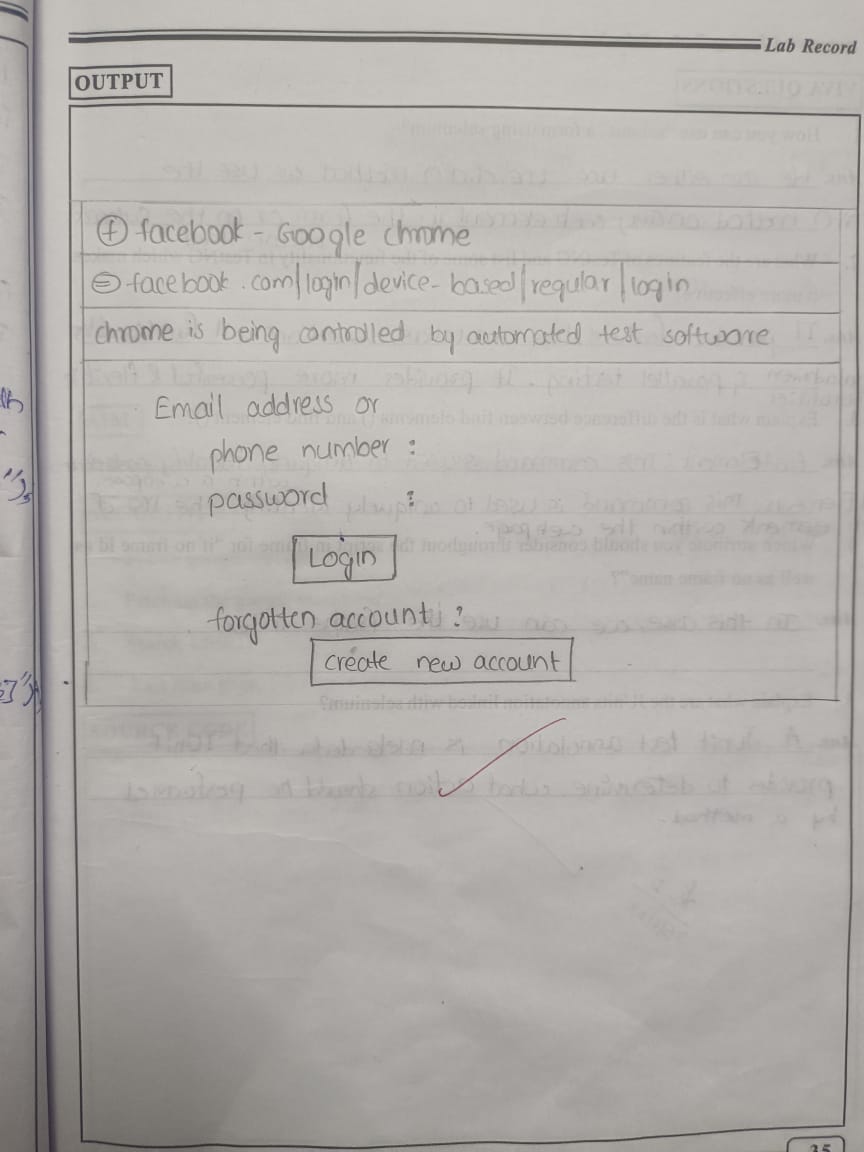 Lab Record
OUTPUT
facebook - Google chrome
facebook.com/login/device-based/regular/login
chrome is being controlled by automated test software
Email address or
phone number :
password :
Login
forgotten account ?
create new account
35